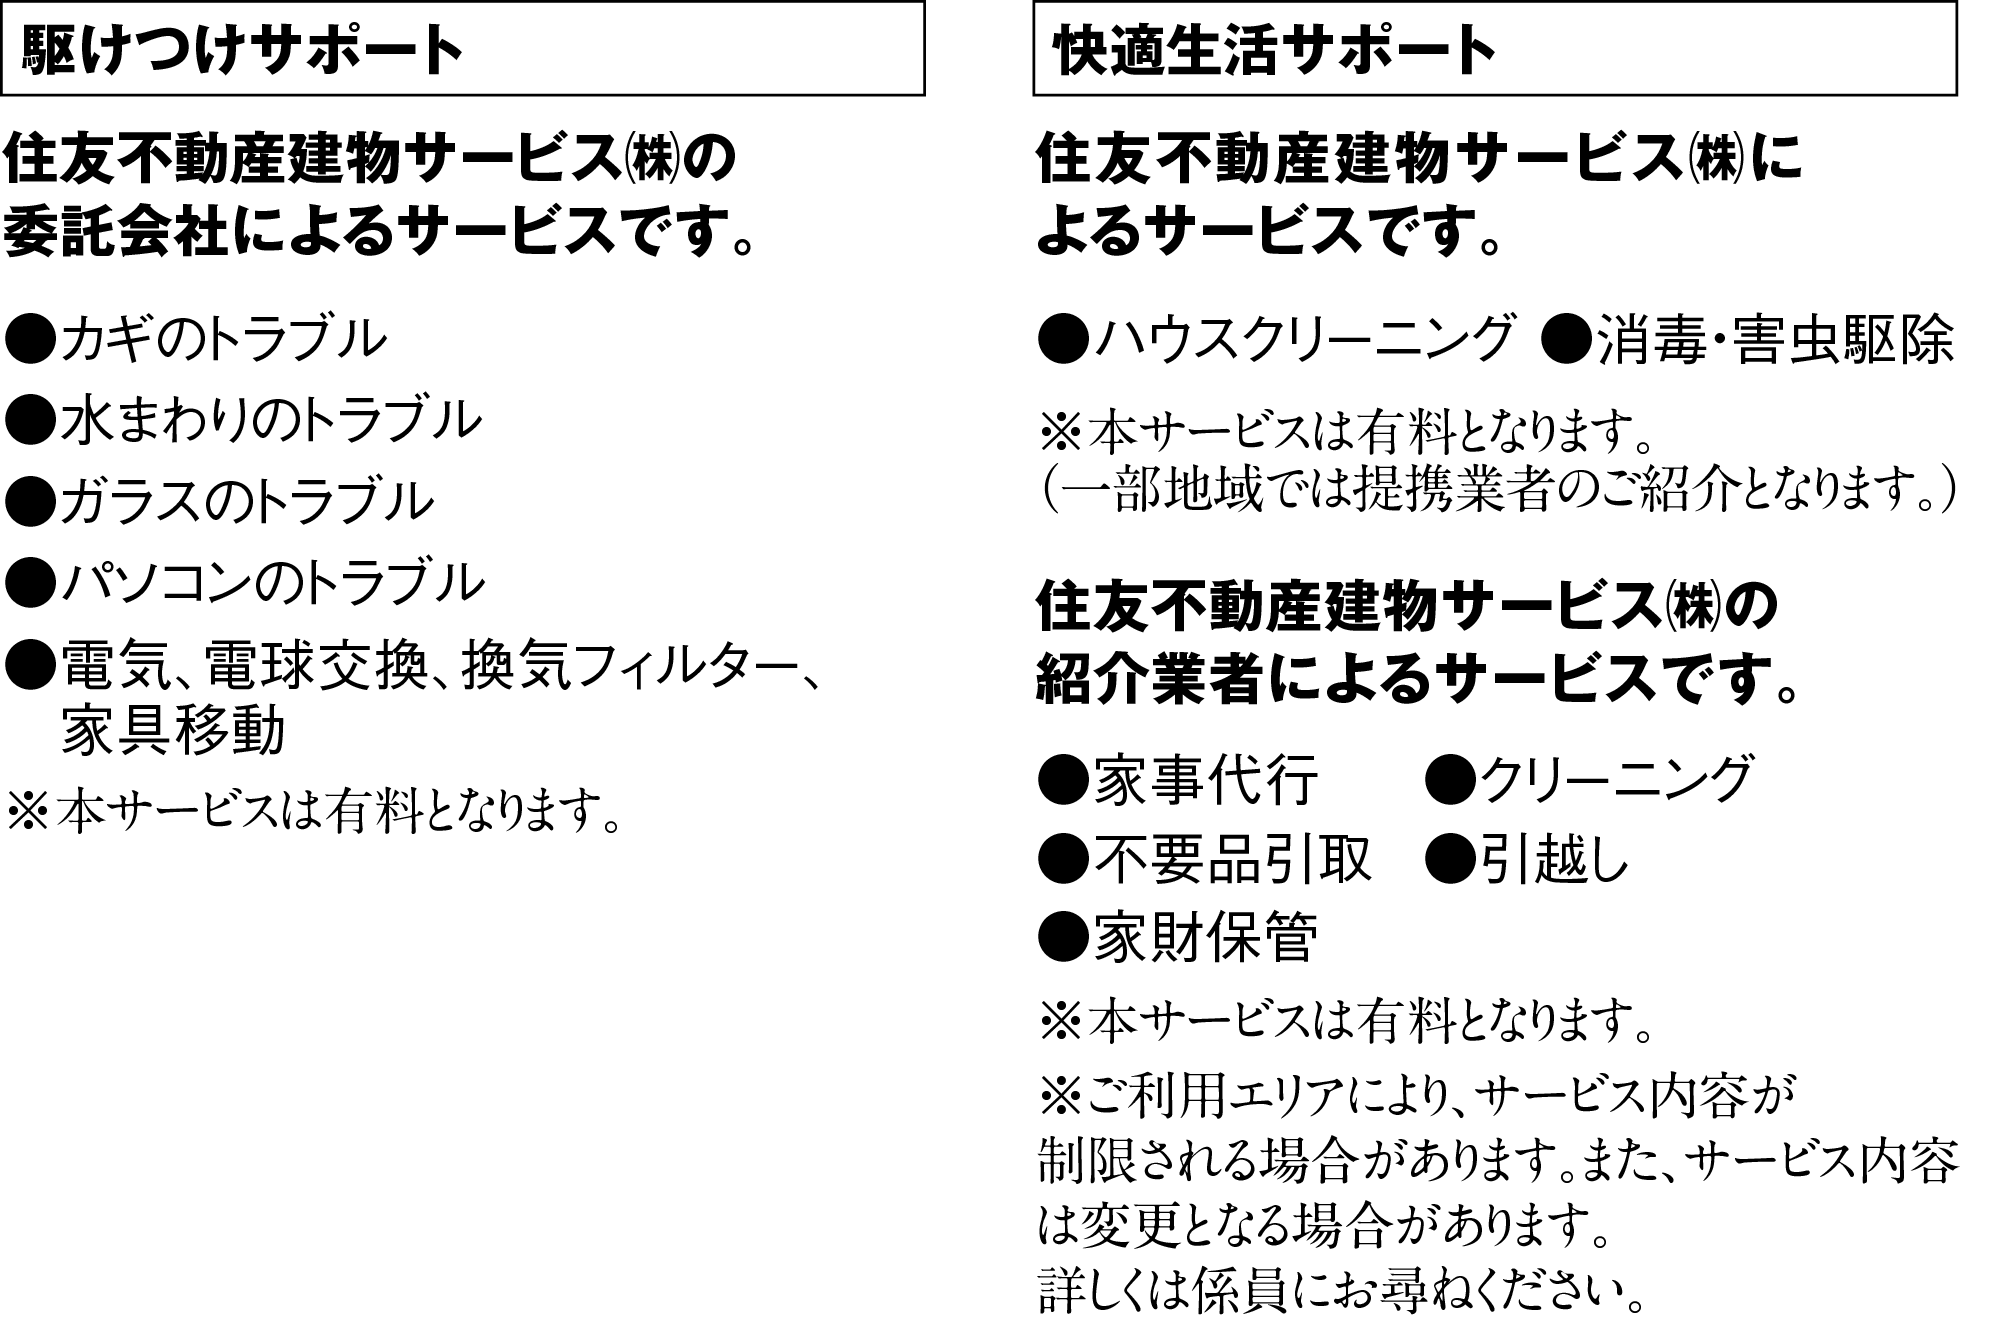 駆けつけサポート
住友不動産建物サービス㈱の
委託会社によるサービスです。
●カギのトラブル
●水まわりのトラブル
●ガラスのトラブル
●パソコンのトラブル
●電気、電球交換、換気フィルター、
家具移動
※本サービスは有料となります。
快適生活サポート
住友不動産建物サービス㈱に
よるサービスです。
●ハウスクリーニング ●消毒・害虫駆除
※本サービスは有料となります。
（一部地域では提携業者のご紹介となります。）
住友不動産建物サービス㈱の
紹介業者によるサービスです。
●家事代行 ●クリーニング
●不要品引取 ●引越し
●家財保管
※本サービスは有料となります。
※ご利用エリアにより、サービス内容が
制限される場合があります。また、サービス内容
は変更となる場合があります。
詳しくは係員にお尋ねください。